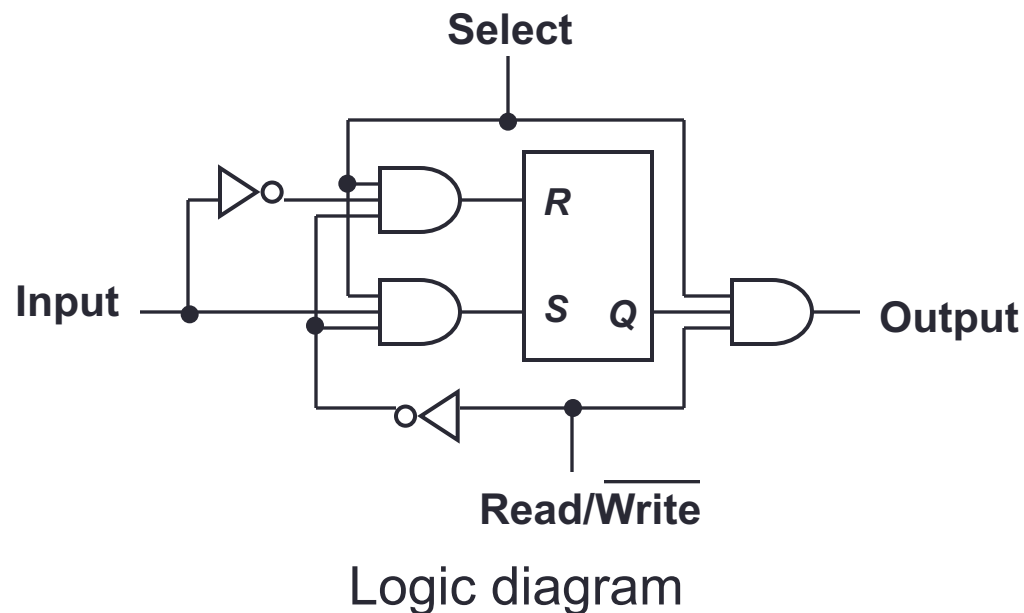 Select
R
Input
S
Q
Output
Read/Write
Logic diagram